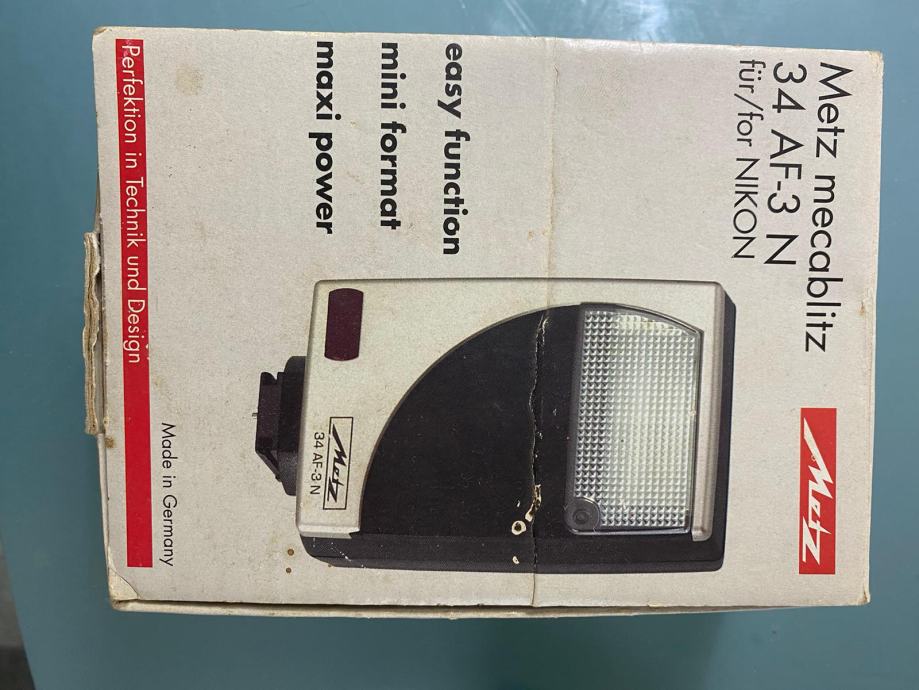 Metz mecablitz
34 AF-3 N
für/for NIKON
Metz
easy function
mini format
maxi power
Metz
34 AF-3 N
Made in Germany
Perfektion in Technik und Design